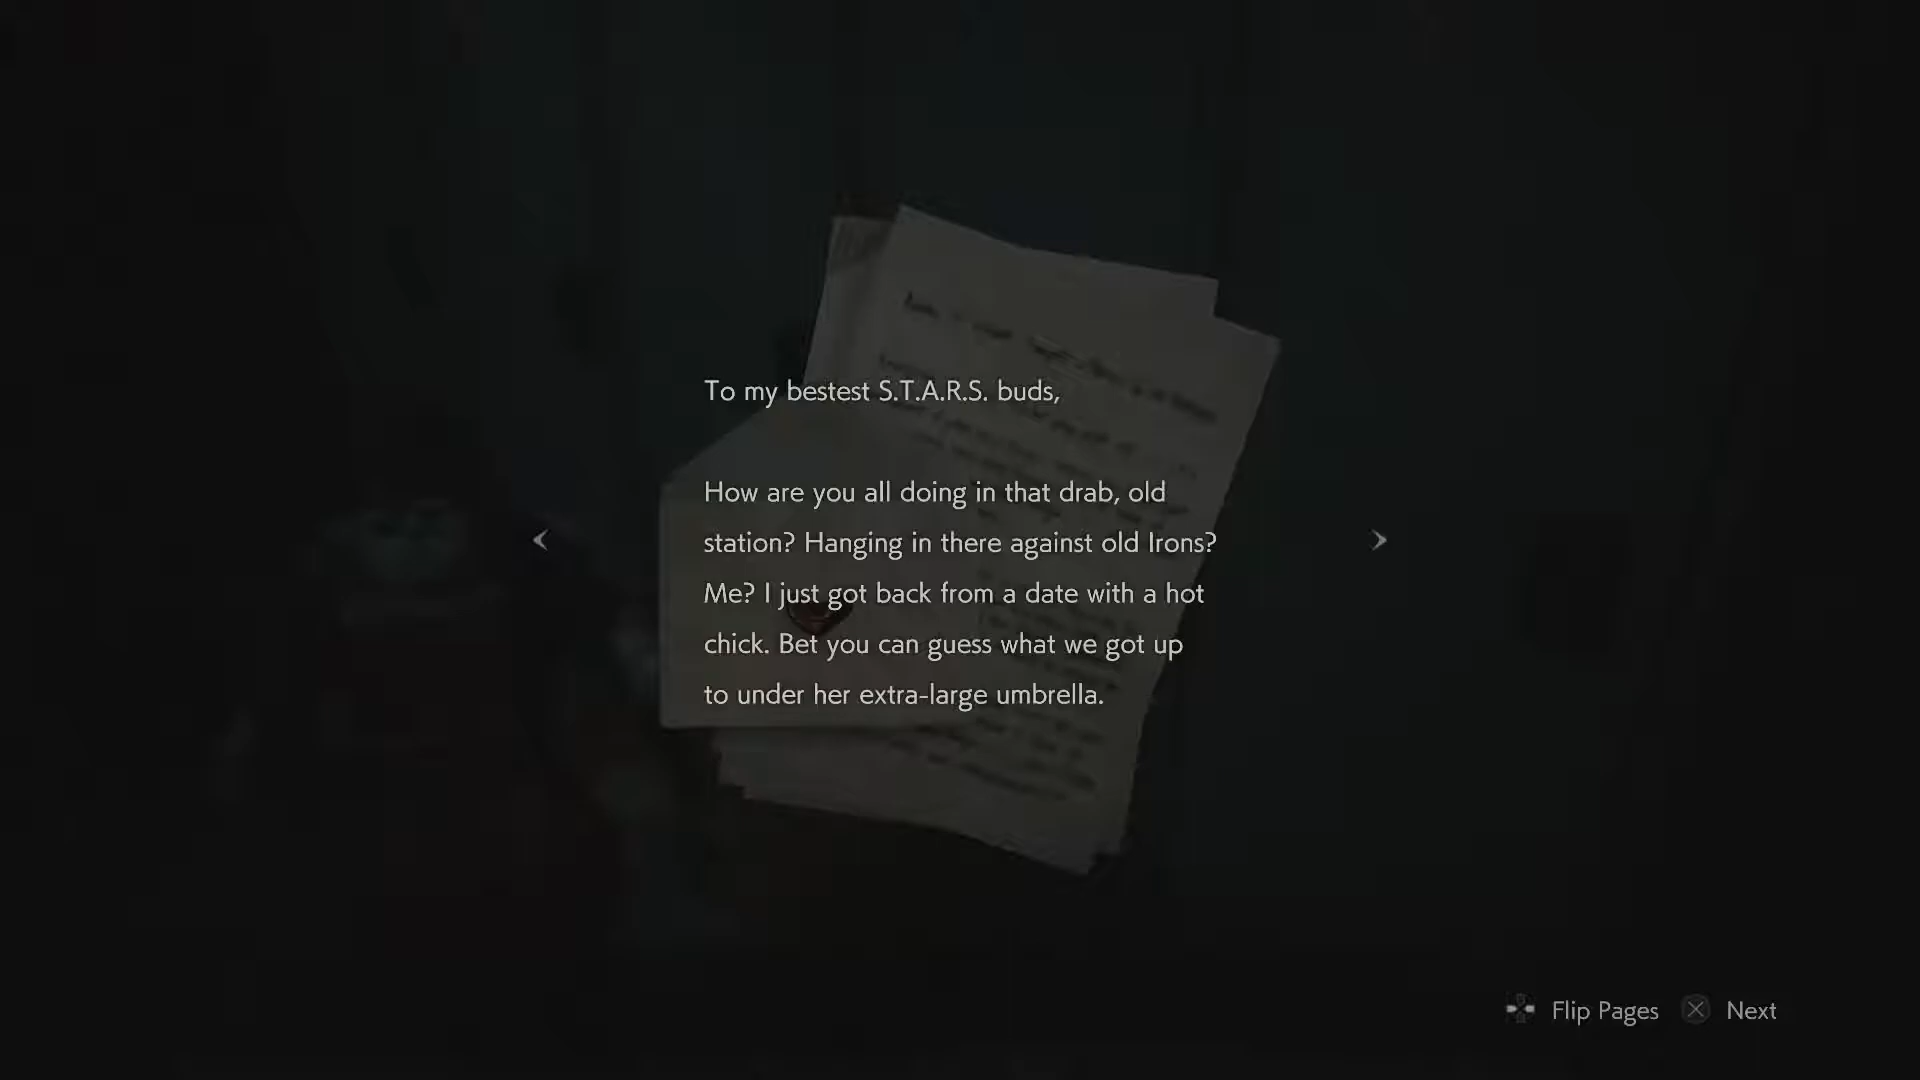 To my bestest S.T.A.R.S. buds,
How are you all doing in that drab, old
station? Hanging in there against old Irons?
Me? I just got back from a date with a hot
chick. Bet you can guess what we got up
to under her extra-large umbrella.
Flip Pages Next